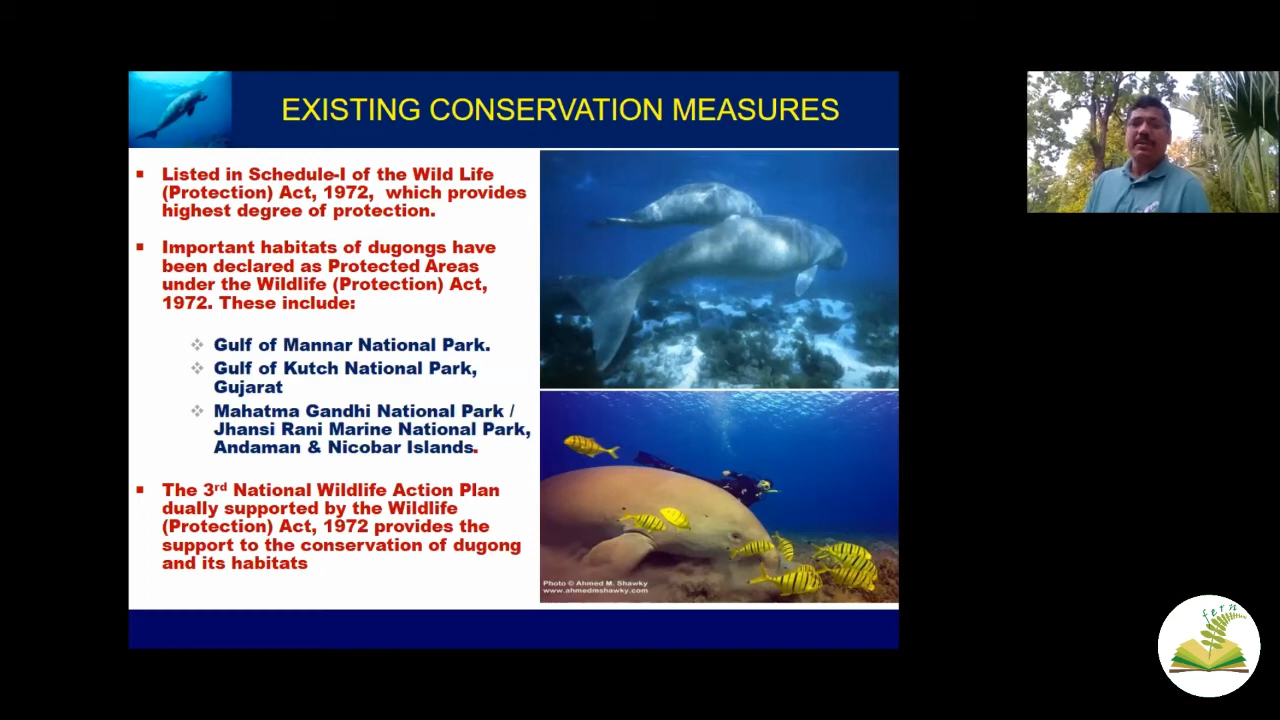 EXISTING CONSERVATION MEASURES
Listed in Schedule-I of the Wild Life
(Protection) Act, 1972, which provides
highest degree of protection.
Important habitats of dugongs have
been declared as Protected Areas
under the Wildlife (Protection) Act,
1972. These include:
Gulf of Mannar National Park.
Gulf of Kutch National Park,
Gujarat
Mahatma Gandhi National Park /
Jhansi Rani Marine National Park,
Andaman & Nicobar Islands.
The 3rd National Wildlife Action Plan
dually supported by the Wildlife
(Protection) Act, 1972 provides the
support to the conservation of dugong
and its habitats
Photo © Ahmed M. Shawky
www.ahmedmshawky.com
fern